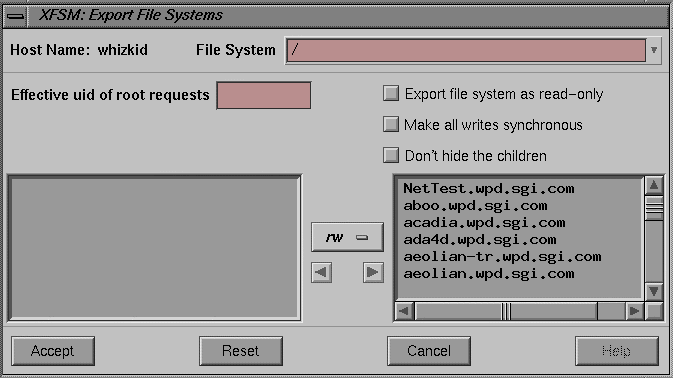 XFSM: Export File Systems
Host Name: whizkid File System /
Effective uid of root requests
Export file system as read-only
Make all writes synchronous
Don't hide the children
NetTest.wpd.sgi.com
aboo.wpd.sgi.com
acadia.wpd.sgi.com
ada4d.wpd.sgi.com
aeolian-tr.wpd.sgi.com
aeolian.wpd.sgi.com
rw
Accept Reset Cancel Help